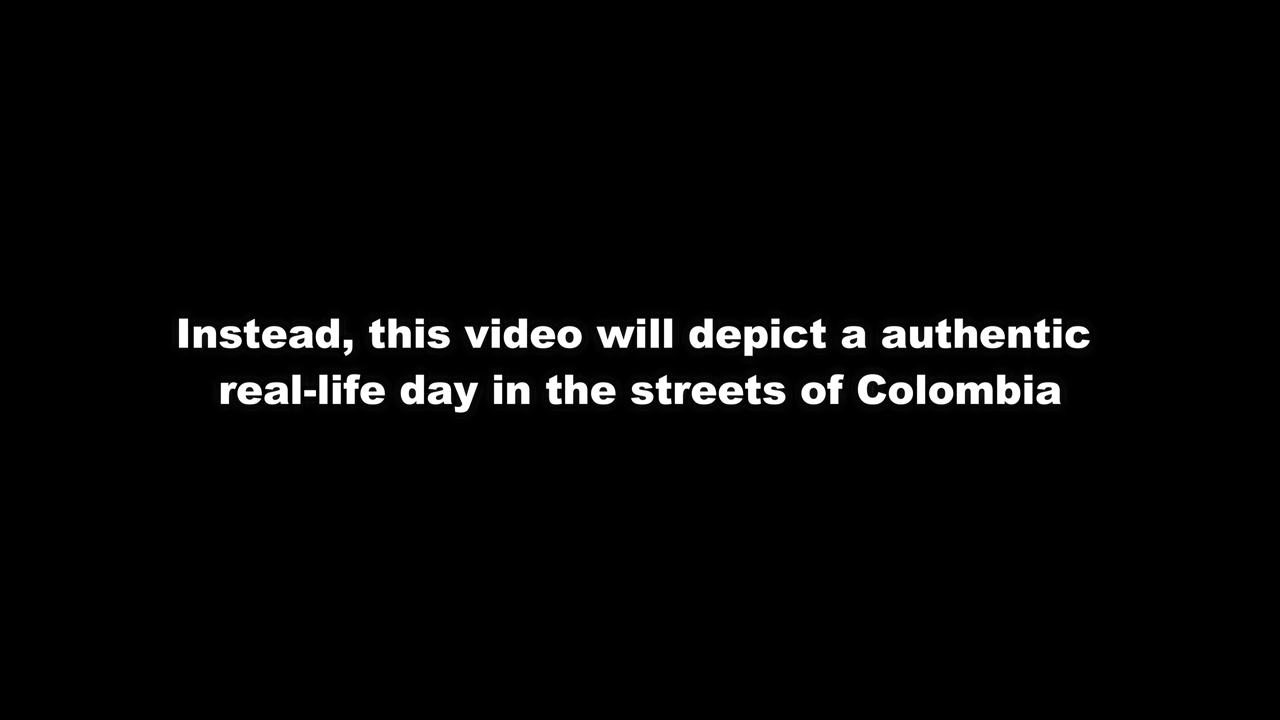 Instead, this video will depict a authentic
real-life day in the streets of Colombia